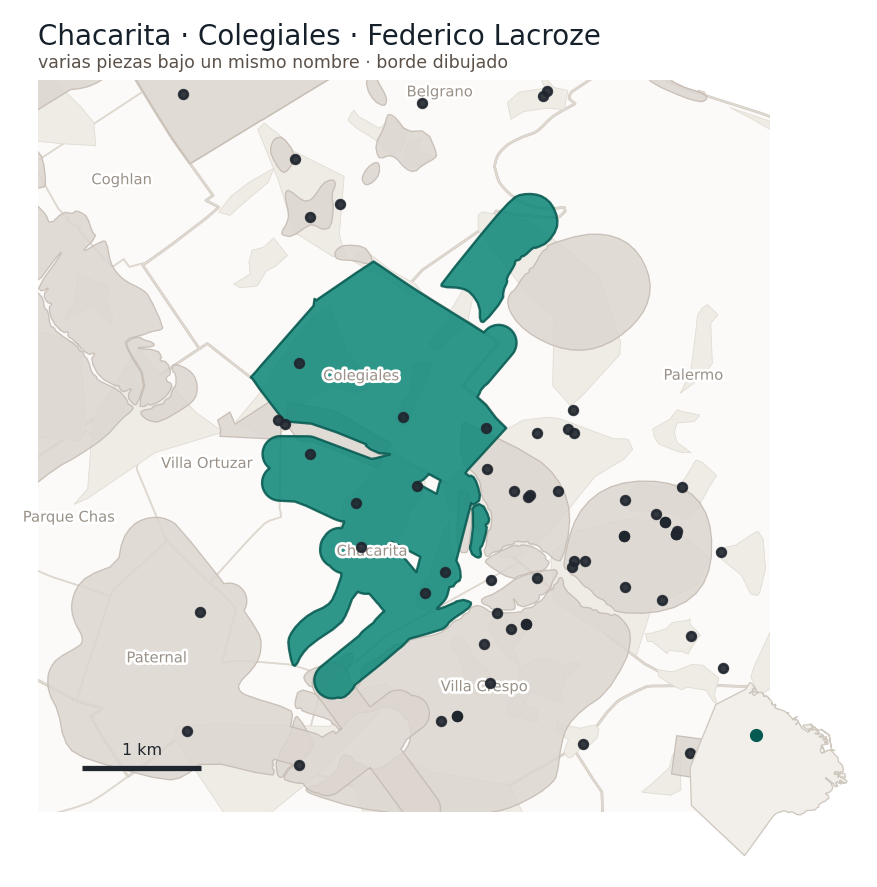 Chacarita · Colegiales · Federico Lacroze
varias piezas bajo un mismo nombre · borde dibujado
Belgrano
Coghlan
Colegiales
Palermo
Villa Ortuzar
Parque Chas
Chacarita
Paternal
Villa Crespo
1 km